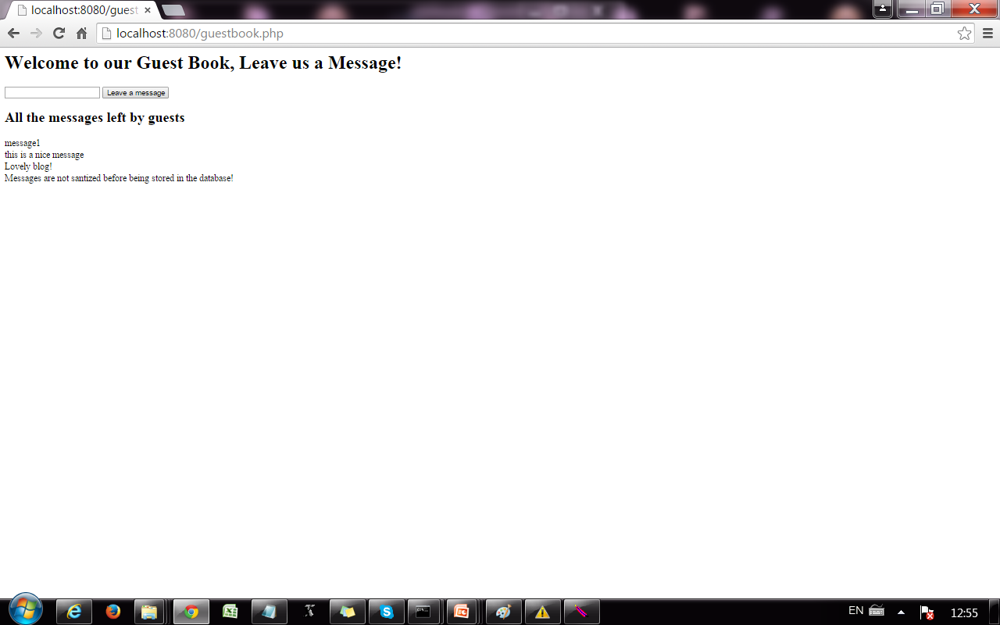 localhost:8080/guest
localhost:8080/guestbook.php
Welcome to our Guest Book, Leave us a Message!
Leave a message
All the messages left by guests
message1
this is a nice message
Lovely blog!
Messages are not santized before being stored in the database!
EN
12:55